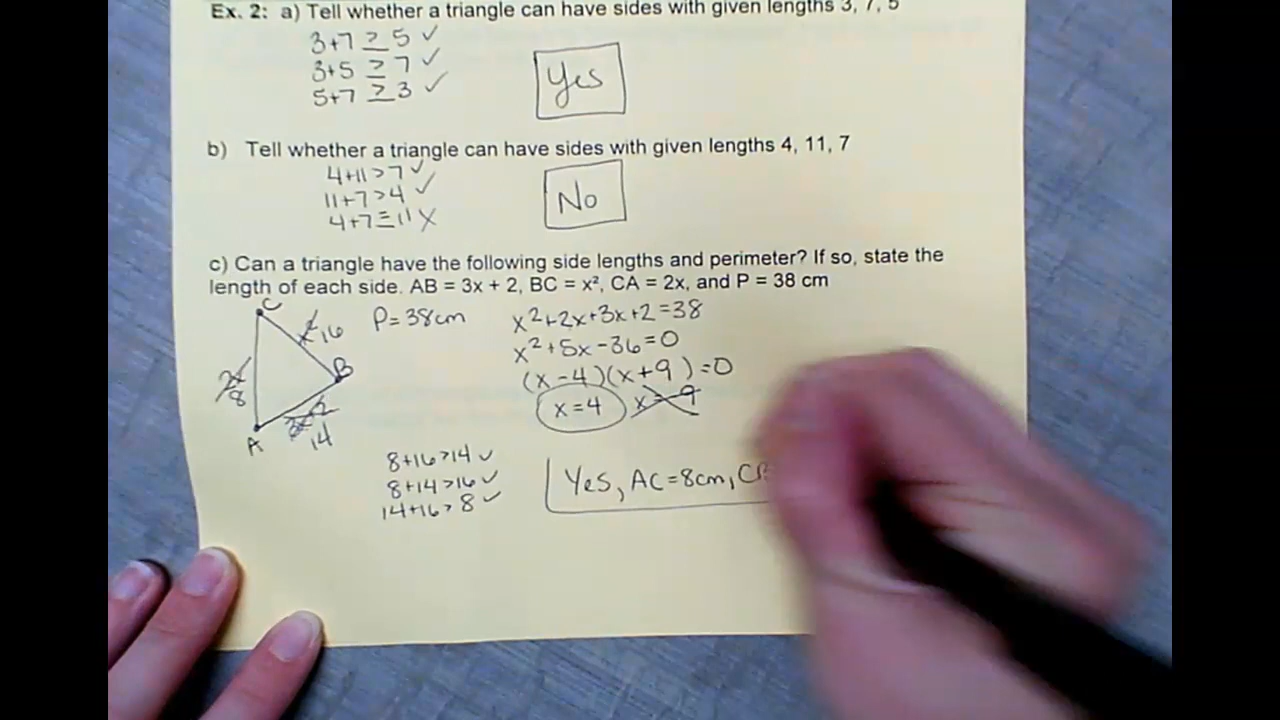 Ex. 2: a) Tell whether a triangle can have sides with given lengths 3, 7, 5
3+7 ≥ 5 ✓
3+5 ≥ 7 ✓
5+7 ≥ 3 ✓
Yes
b) Tell whether a triangle can have sides with given lengths 4, 11, 7
4+11>7 ✓
11+7>4 ✓
4+7=11 X
No
c) Can a triangle have the following side lengths and perimeter? If so, state the
length of each side. AB = 3x + 2, BC = x², CA = 2x, and P = 38 cm
C
16
B
8
A
14
P=38cm
x²+2x+3x+2=38
x²+5x-36=0
(x-4)(x+9)=0
x=4 x=-9
8+16>14 ✓
8+14>16 ✓
14+16>8 ✓
Yes, AC=8cm,